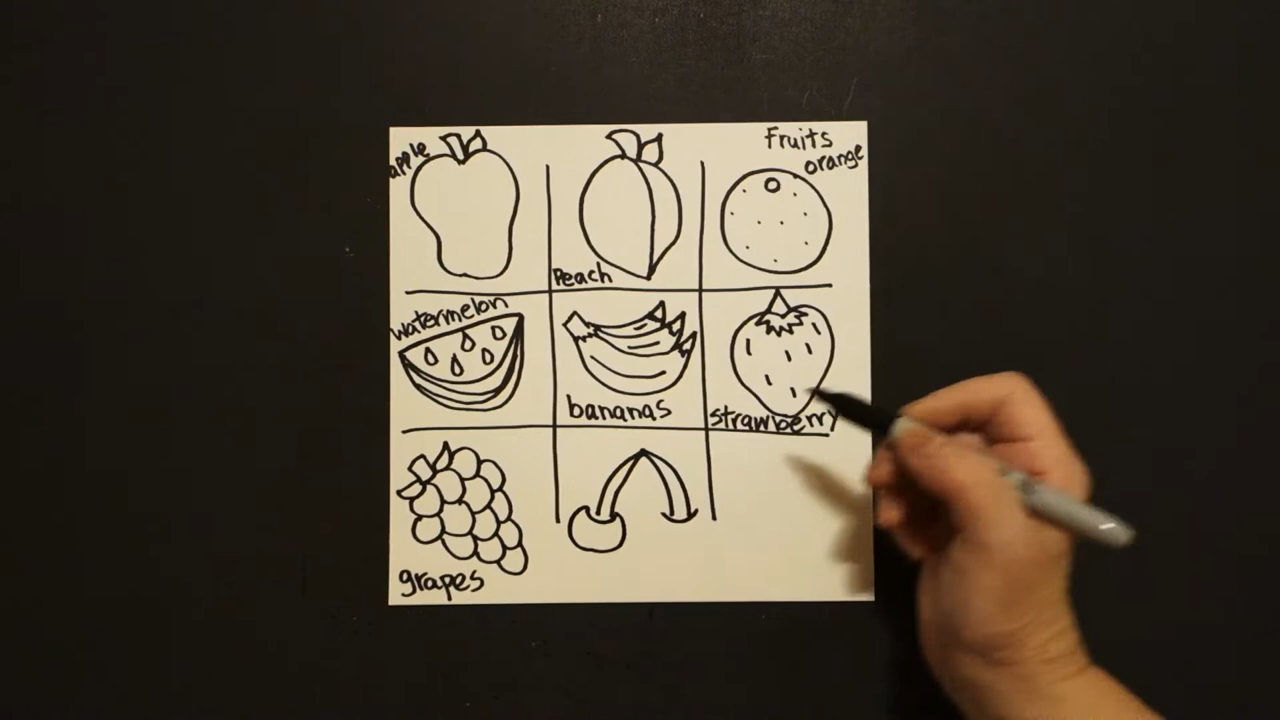 Fruits
apple
orange
Peach
watermelon
bananas
strawberry
grapes